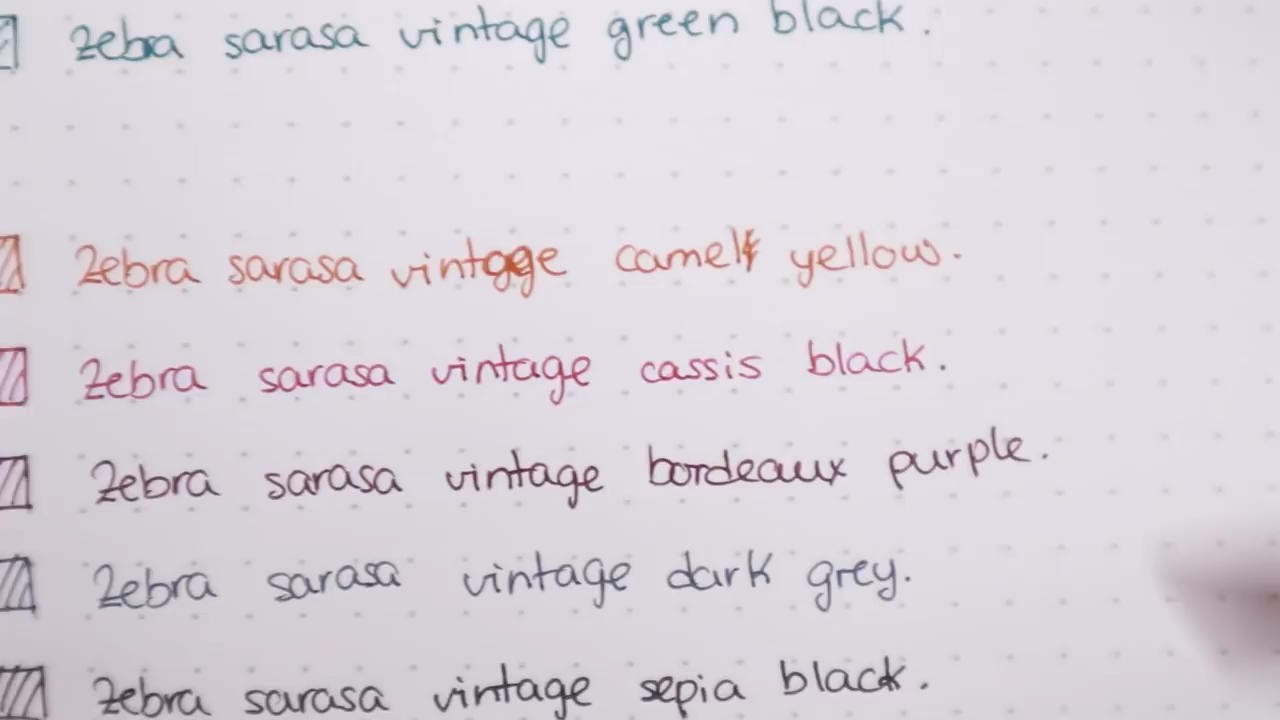 zebra sarasa vintage green black.
Zebra sarasa vintage camel yellow.
Zebra sarasa vintage cassis black.
Zebra sarasa vintage bordeaux purple.
Zebra sarasa vintage dark grey.
Zebra sarasa vintage sepia black.